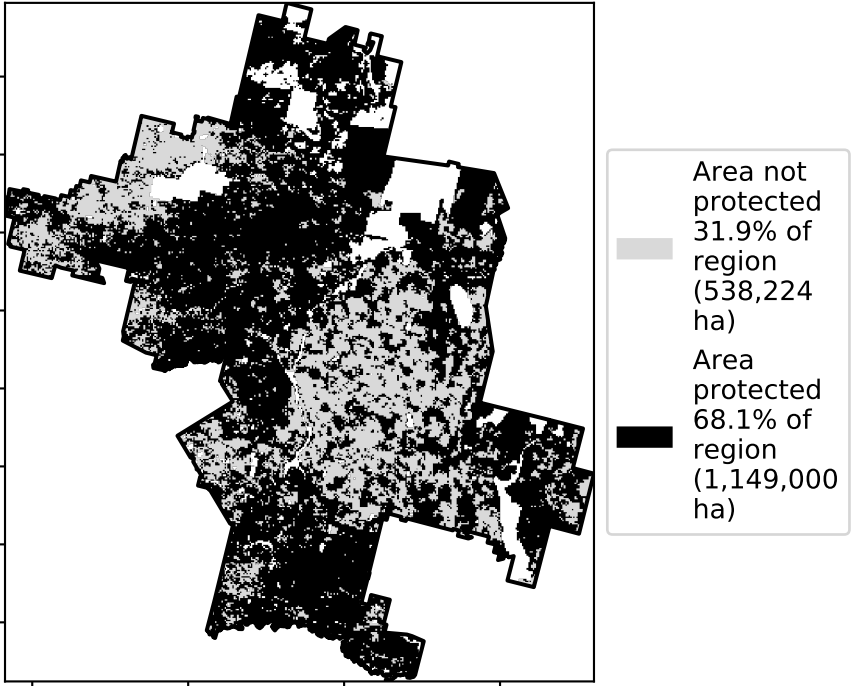 Area not
protected
31.9% of
region
(538,224
ha)
Area
protected
68.1% of
region
(1,149,000
ha)